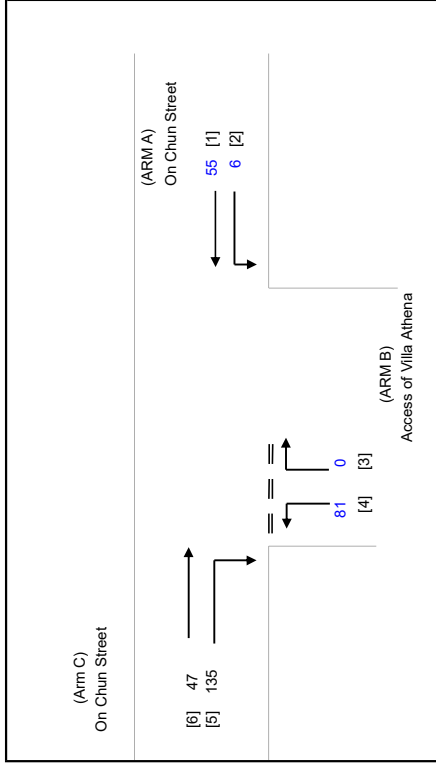 (Arm C)
On Chun Street
[6] 47
[5] 135
(ARM A)
On Chun Street
55 [1]
6 [2]
81
[4]
0
[3]
(ARM B)
Access of Villa Athena